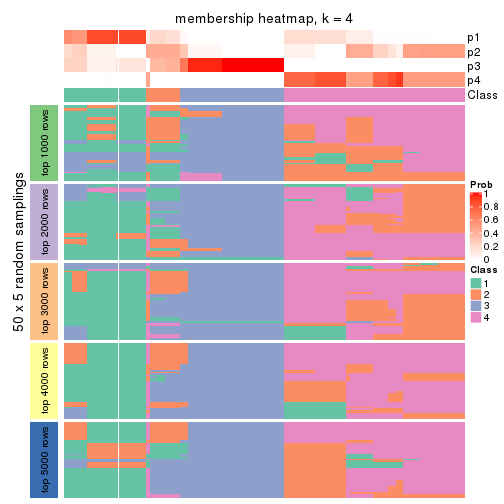 membership heatmap, k = 4
p1
p2
p3
p4
Class
50 x 5 random samplings
top 1000 rows
top 2000 rows
top 3000 rows
top 4000 rows
top 5000 rows
Prob
1
0.8
0.6
0.4
0.2
0
Class
1
2
3
4